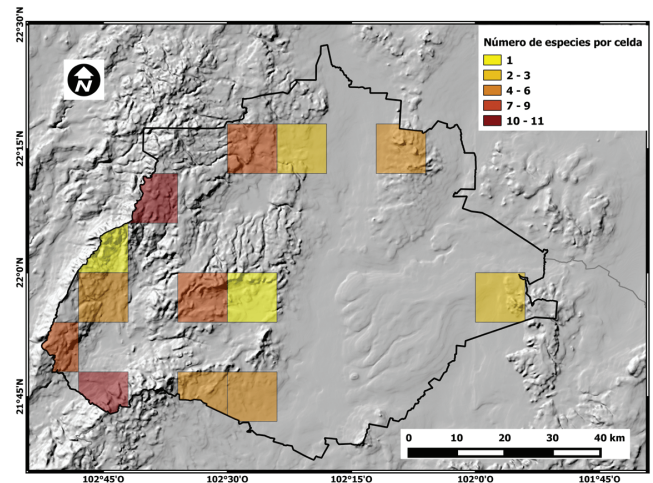 22°30'N
Número de especies por celda
1
2 - 3
4 - 6
7 - 9
10 - 11
N
22°15'N
22°0'N
21°45'N
0 10 20 30 40 km
102°45'O 102°30'O 102°15'O 102°0'O 101°45'O